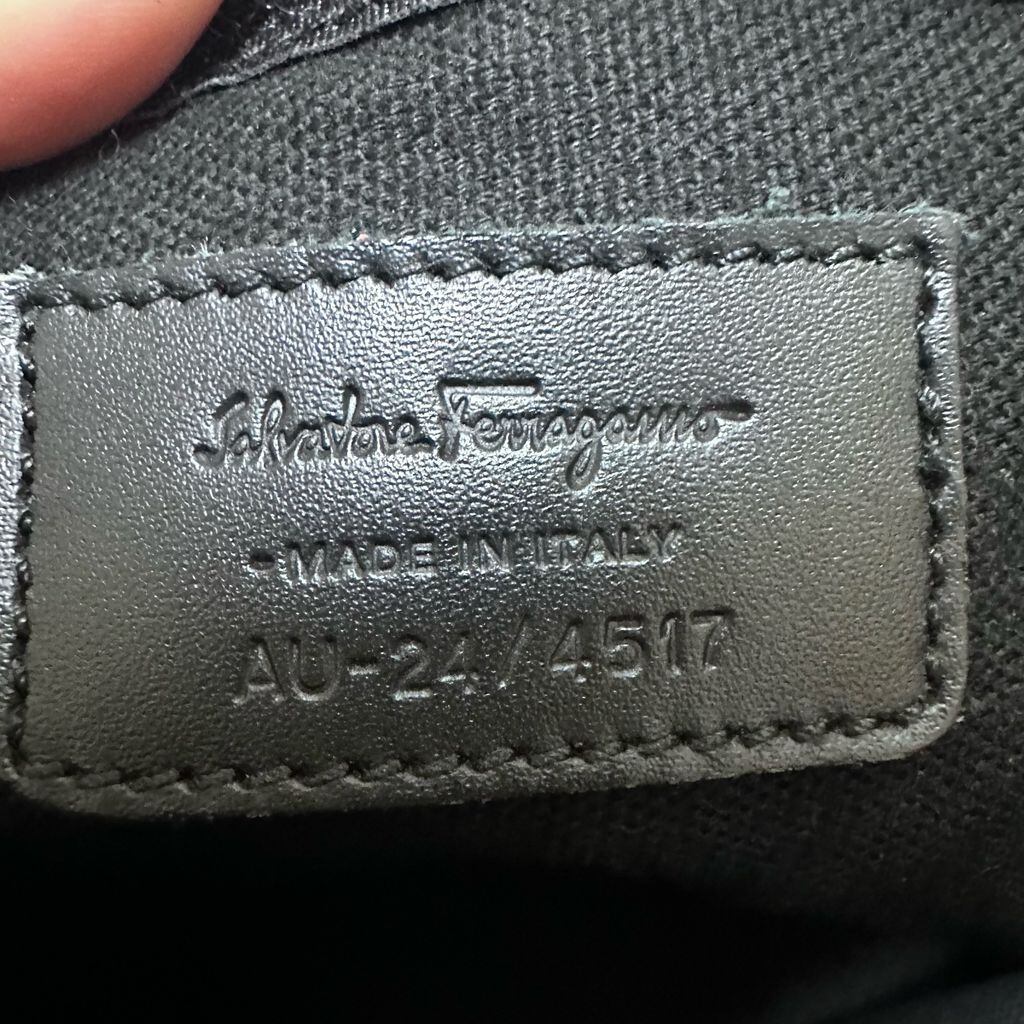 Salvatore Ferragamo
-MADE IN ITALY
AU-24/4517